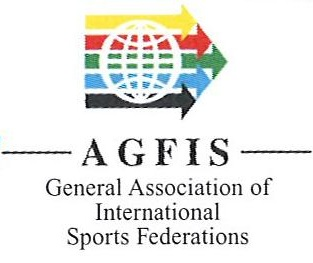 AGFIS
General Association of
International
Sports Federations